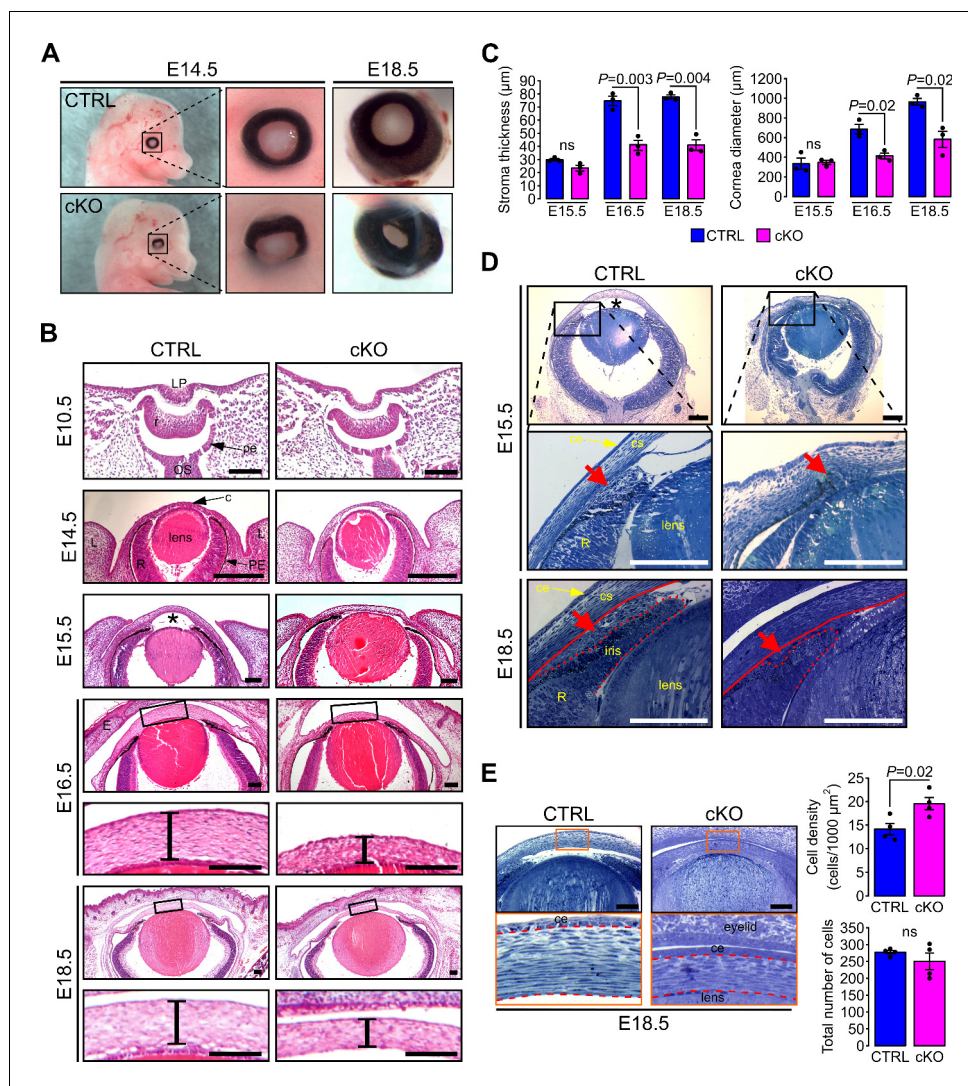 A
E14.5
E18.5
CTRL
cKO
B
CTRL
cKO
E10.5
LP
r
pe
OS
E14.5
c
L
lens
L
R
PE
E15.5
*
E16.5
E
E18.5
C
Stroma thickness (μm)
90
80
70
60
50
40
30
20
10
0
ns
P=0.003
P=0.004
E15.5
E16.5
E18.5
Cornea diameter (μm)
1200
1000
800
600
400
200
0
ns
P=0.02
P=0.02
E15.5
E16.5
E18.5
CTRL
cKO
D
CTRL
cKO
E15.5
*
ce
cs
R
lens
E18.5
ce
cs
iris
R
lens
E
CTRL
cKO
ce
eyelid
ce
lens
E18.5
Cell density
(cells/1000 μm²)
25
20
15
10
5
0
P=0.02
CTRL
cKO
Total number of cells
350
300
250
200
150
100
50
0
ns
CTRL
cKO